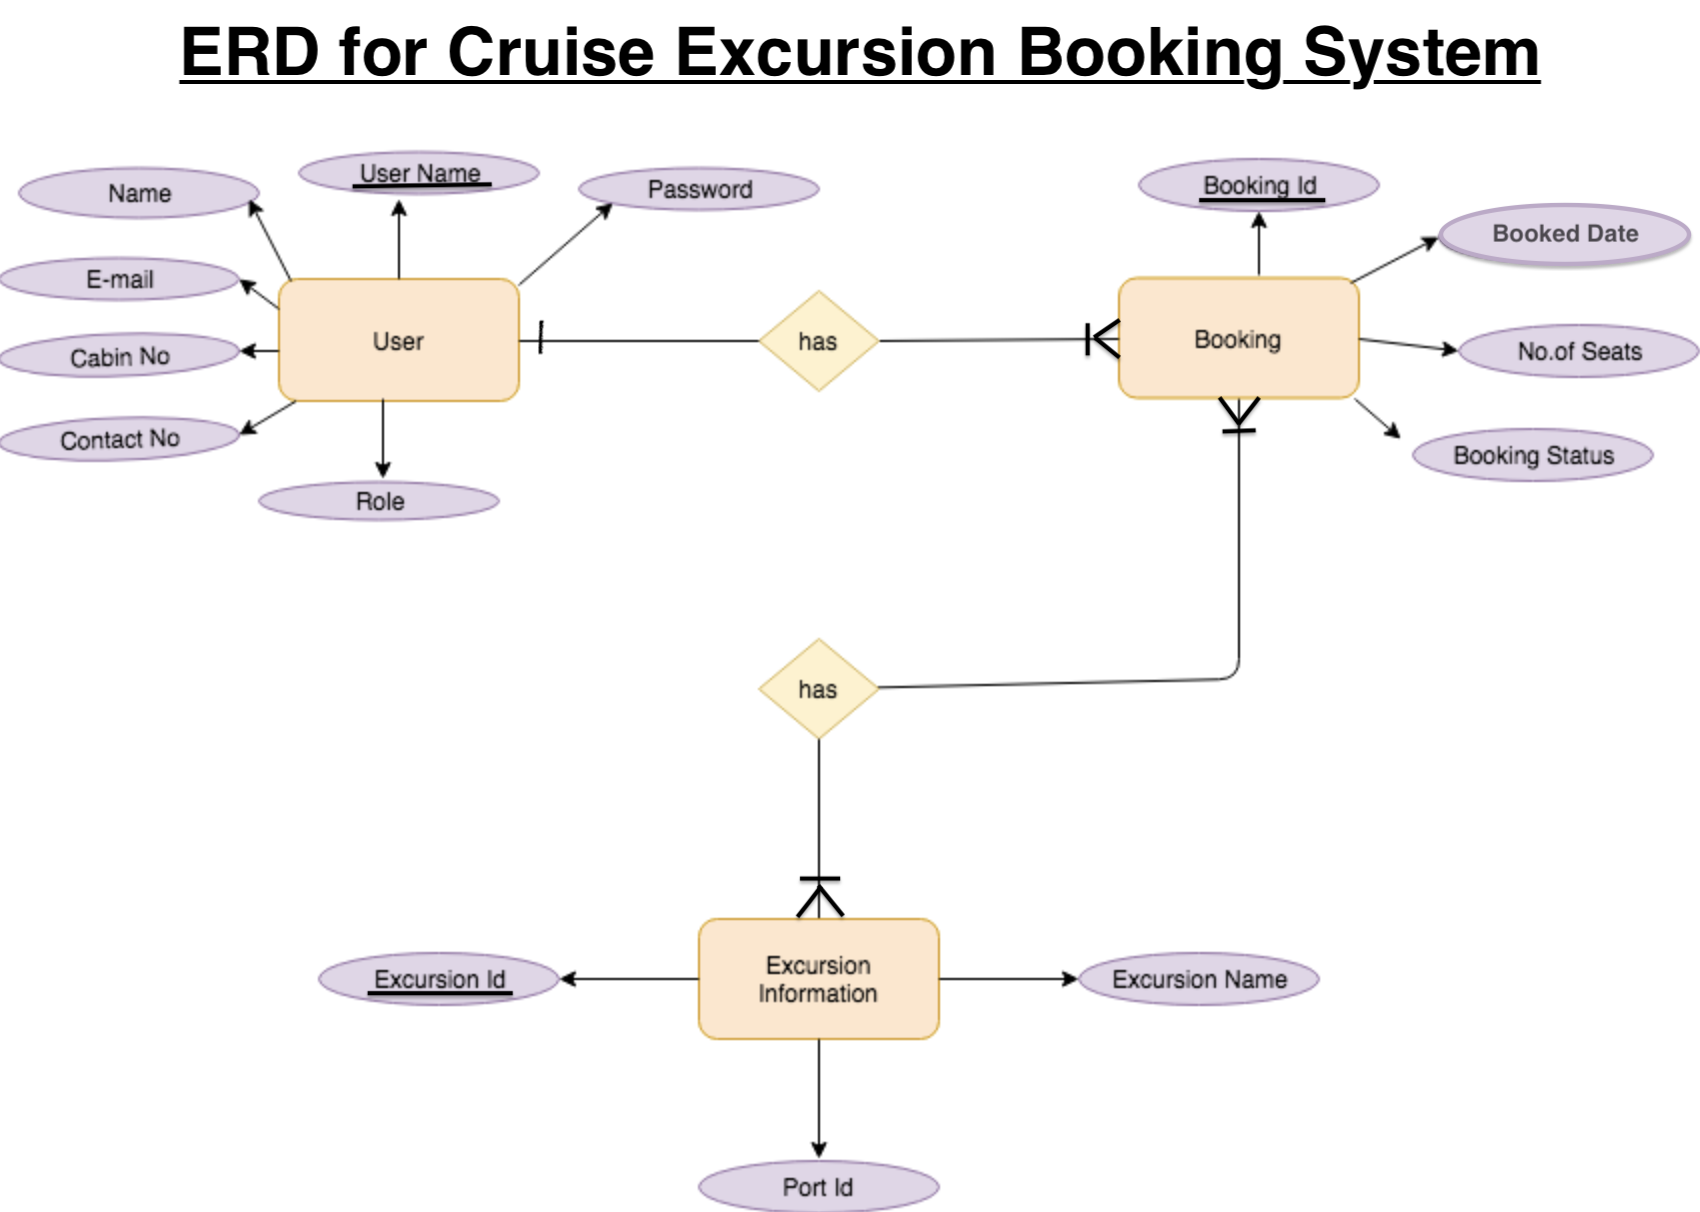 ERD for Cruise Excursion Booking System
Name
User Name
Password
Booking Id
Booked Date
E-mail
User
has
Booking
Cabin No
No.of Seats
Contact No
Booking Status
Role
has
Excursion Id
Excursion
Information
Excursion Name
Port Id